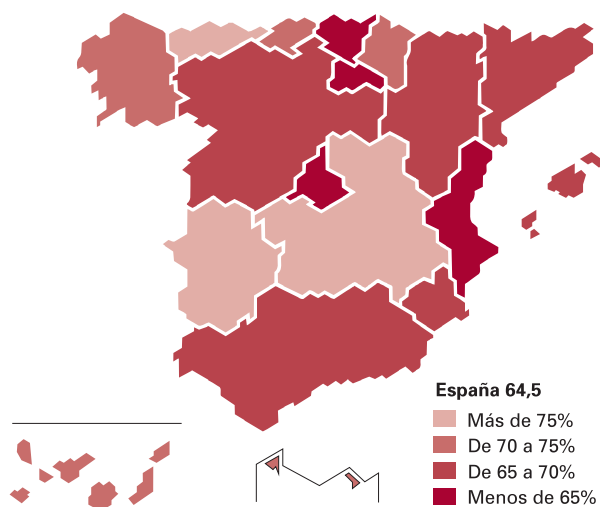 España 64,5
Más de 75%
De 70 a 75%
De 65 a 70%
Menos de 65%